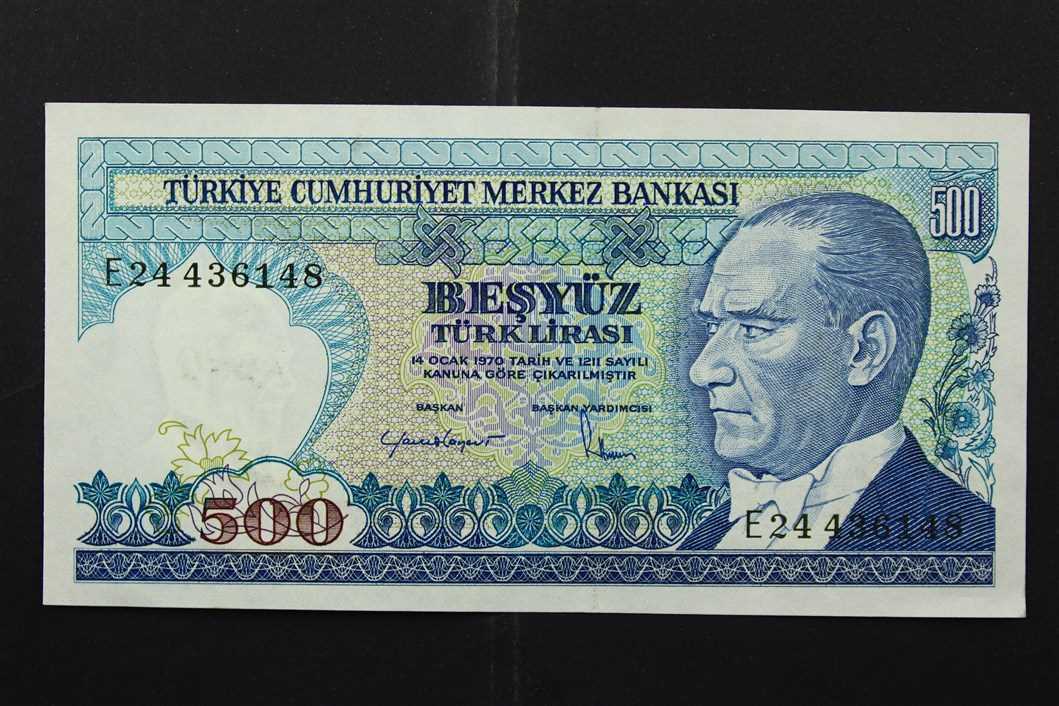 TÜRKİYE CUMHURİYET MERKEZ BANKASI
500
E24 436148
BEŞYÜZ
TÜRK LİRASI
14 OCAK 1970 TARİH VE 1211 SAYILI
KANUNA GÖRE ÇIKARILMIŞTIR
BAŞKAN BAŞKAN YARDIMCISI
500
E24 436148